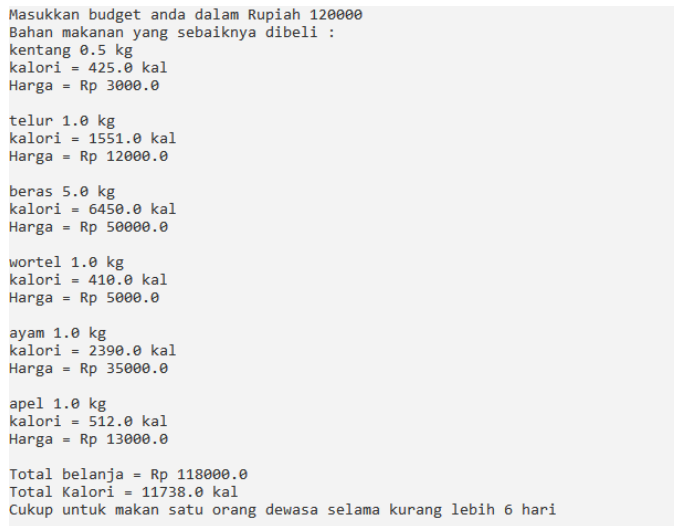 Masukkan budget anda dalam Rupiah 120000
Bahan makanan yang sebaiknya dibeli :
kentang 0.5 kg
kalori = 425.0 kal
Harga = Rp 3000.0
telur 1.0 kg
kalori = 1551.0 kal
Harga = Rp 12000.0
beras 5.0 kg
kalori = 6450.0 kal
Harga = Rp 50000.0
wortel 1.0 kg
kalori = 410.0 kal
Harga = Rp 5000.0
ayam 1.0 kg
kalori = 2390.0 kal
Harga = Rp 35000.0
apel 1.0 kg
kalori = 512.0 kal
Harga = Rp 13000.0
Total belanja = Rp 118000.0
Total Kalori = 11738.0 kal
Cukup untuk makan satu orang dewasa selama kurang lebih 6 hari